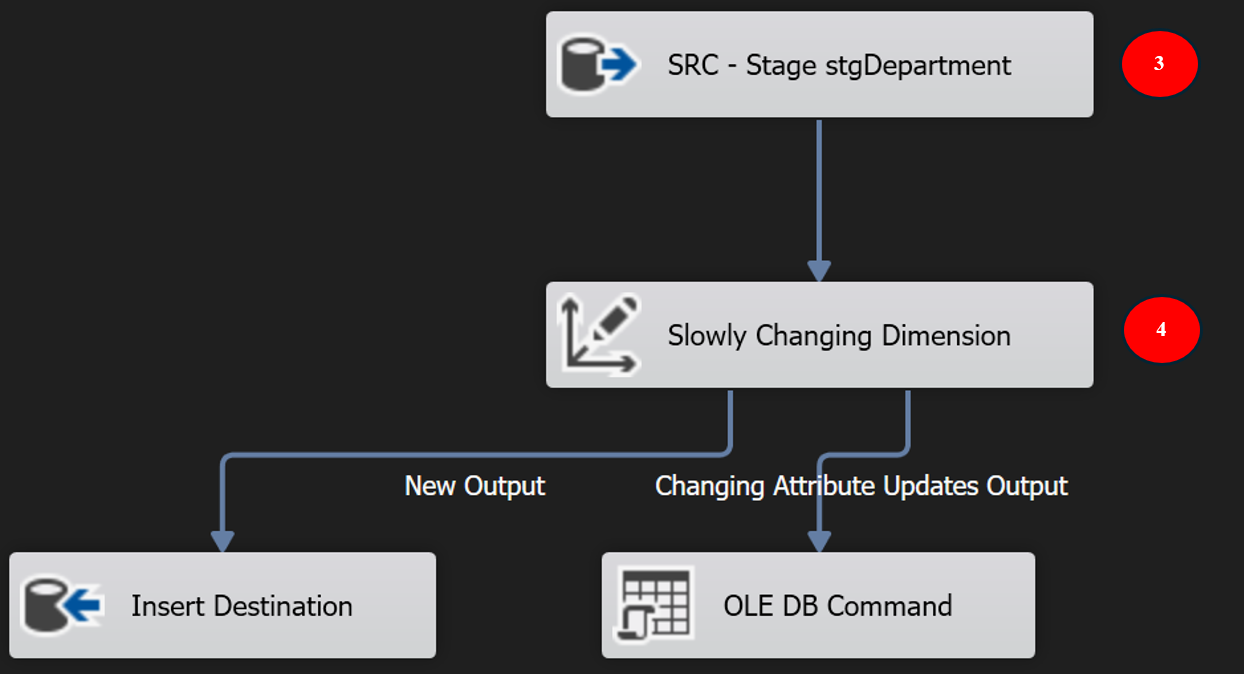 SRC - Stage stgDepartment
3
Slowly Changing Dimension
4
New Output
Changing Attribute Updates Output
Insert Destination
OLE DB Command